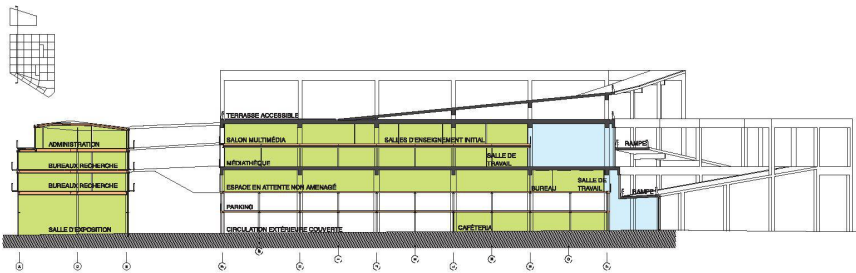 TERRASSE ACCESSIBLE
ADMINISTRATION
SALON MULTIMÉDIA
SALLES D'ENSEIGNEMENT INITIAL
RAMPE
BUREAUX RECHERCHE
MÉDIATHÈQUE
SALLE DE
TRAVAIL
BUREAUX RECHERCHE
ESPACE EN ATTENTE NON AMENAGÉ
BUREAU
SALLE DE
TRAVAIL
RAMPE
PARKING
SALLE D'EXPOSITION
CIRCULATION EXTÉRIEURE COUVERTE
CAFÉTERIA